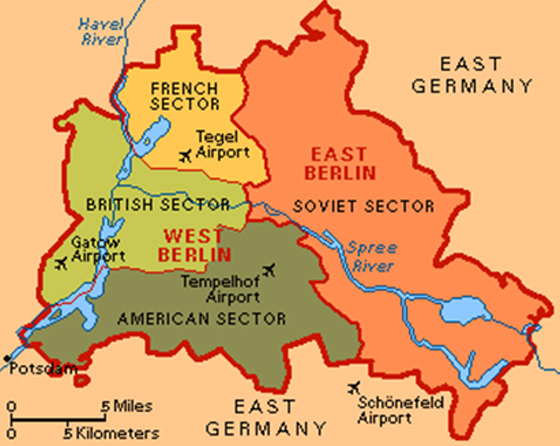 Havel
River
EAST
GERMANY
FRENCH
SECTOR
Tegel
Airport
EAST
BERLIN
BRITISH SECTOR
SOVIET SECTOR
WEST
BERLIN
Gatow
Airport
Spree
River
Tempelhof
Airport
AMERICAN SECTOR
Potsdam
Schönefeld
Airport
EAST
GERMANY
0 5 Miles
0 5 Kilometers